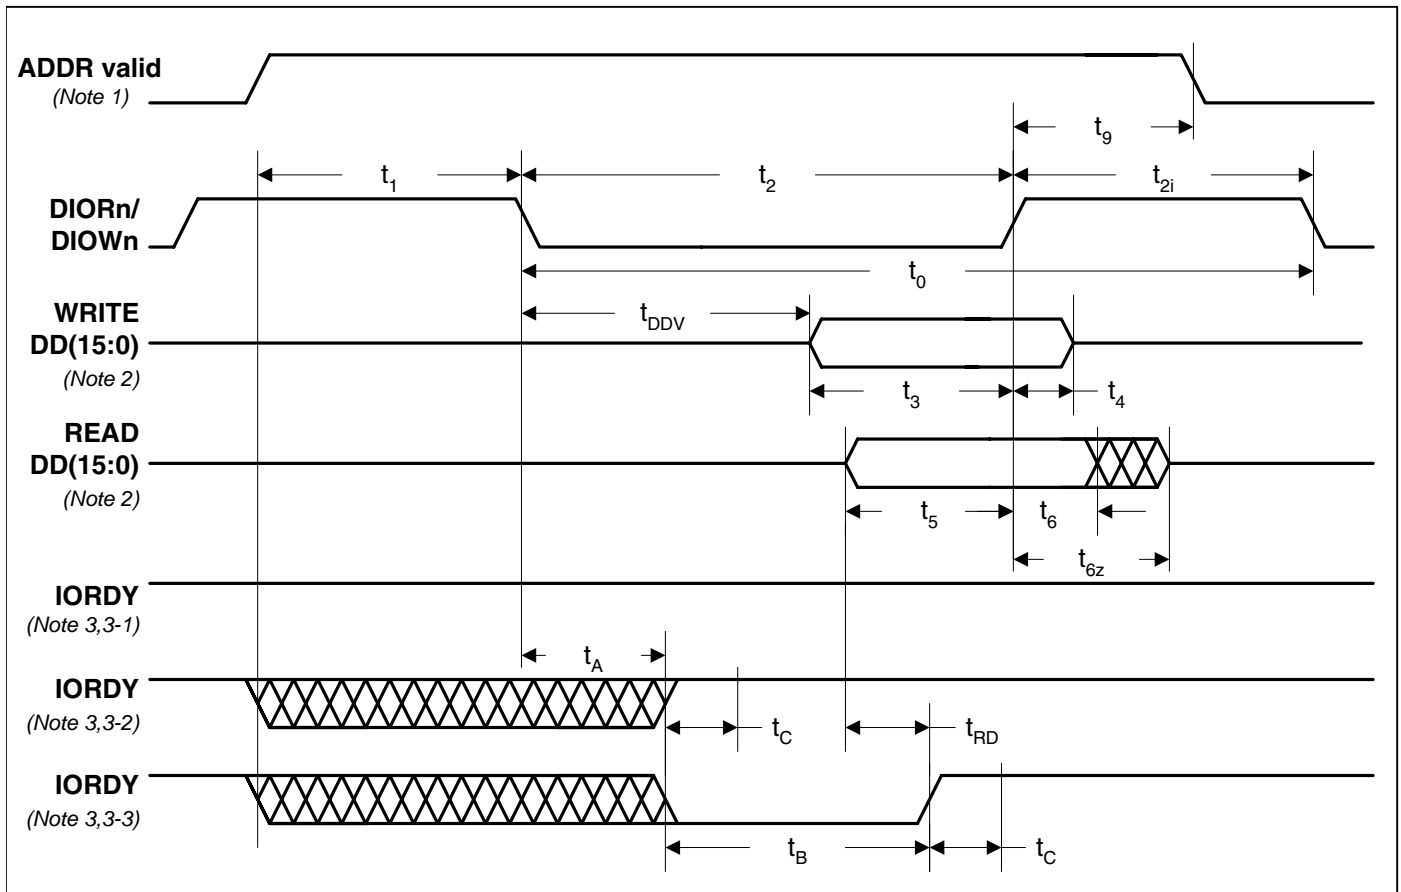 ADDR valid
(Note 1)
t9
t1
t2
t2i
DIORn/
DIOWn
t0
WRITE
DD(15:0)
(Note 2)
tDDV
t3
t4
READ
DD(15:0)
(Note 2)
t5
t6
t6z
IORDY
(Note 3,3-1)
tA
IORDY
(Note 3,3-2)
tC
tRD
IORDY
(Note 3,3-3)
tB
tC